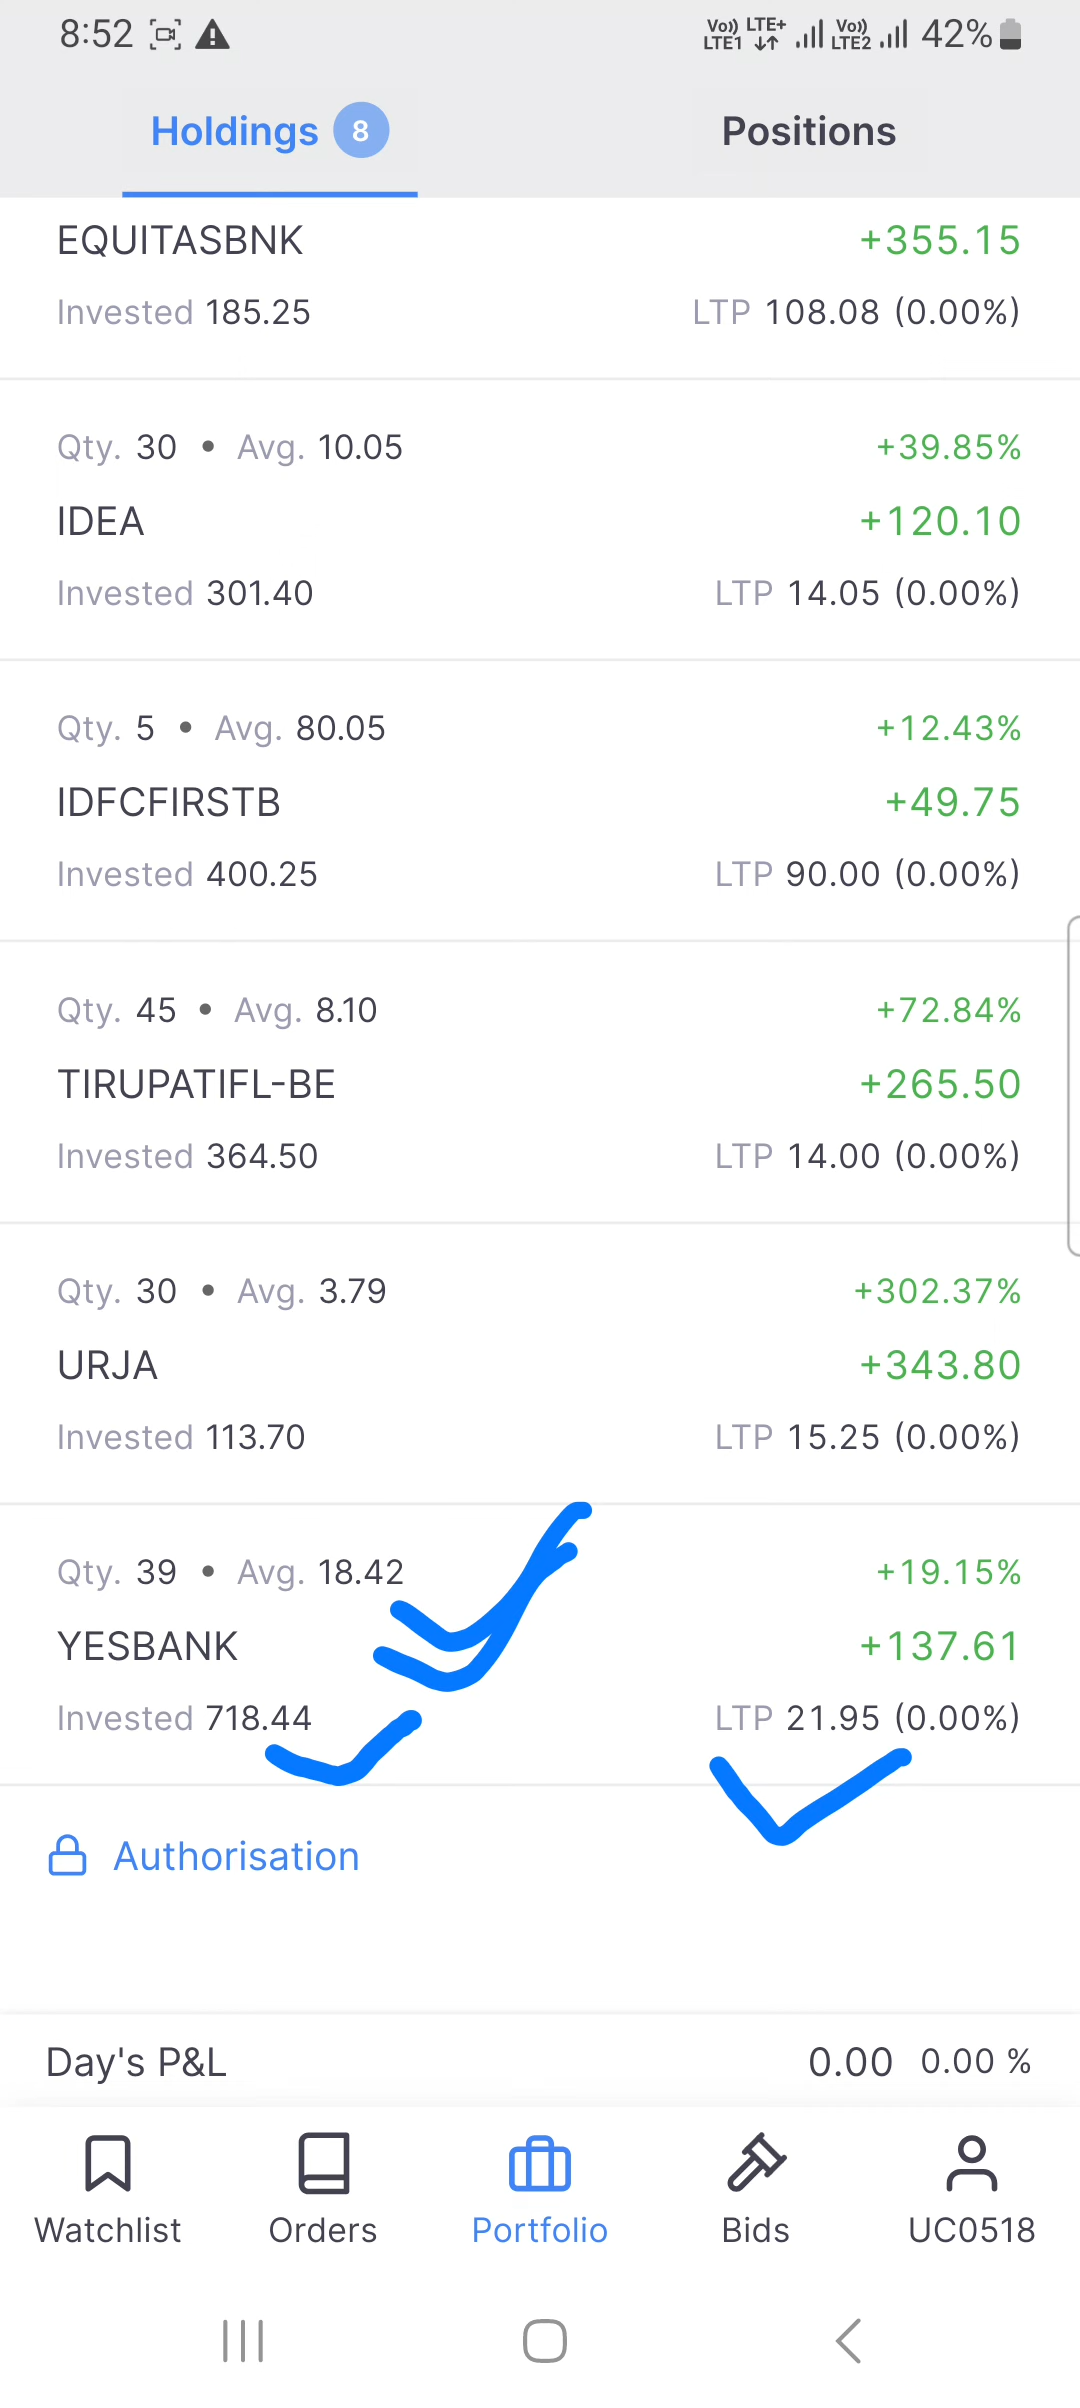 8:52 Vo)) LTE1 LTE+ Vo)) LTE2 42%
Holdings 8 Positions
EQUITASBNK +355.15
Invested 185.25 LTP 108.08 (0.00%)
Qty. 30 • Avg. 10.05 +39.85%
IDEA +120.10
Invested 301.40 LTP 14.05 (0.00%)
Qty. 5 • Avg. 80.05 +12.43%
IDFCFIRSTB +49.75
Invested 400.25 LTP 90.00 (0.00%)
Qty. 45 • Avg. 8.10 +72.84%
TIRUPATIFL-BE +265.50
Invested 364.50 LTP 14.00 (0.00%)
Qty. 30 • Avg. 3.79 +302.37%
URJA +343.80
Invested 113.70 LTP 15.25 (0.00%)
Qty. 39 • Avg. 18.42 +19.15%
YESBANK +137.61
Invested 718.44 LTP 21.95 (0.00%)
Authorisation
Day's P&L 0.00 0.00 %
Watchlist Orders Portfolio Bids UC0518